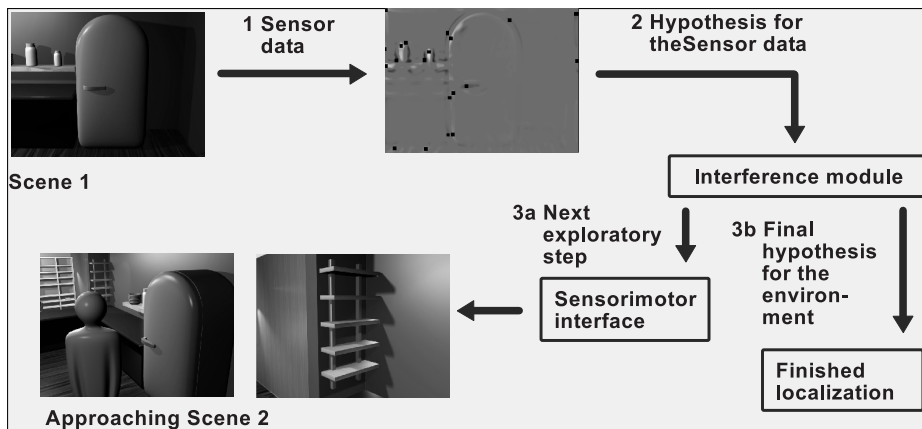 1 Sensor
data
2 Hypothesis for
theSensor data
Scene 1
Interference module
3a Next
exploratory
step
3b Final
hypothesis
for the
environ-
ment
Sensorimotor
interface
Finished
localization
Approaching Scene 2